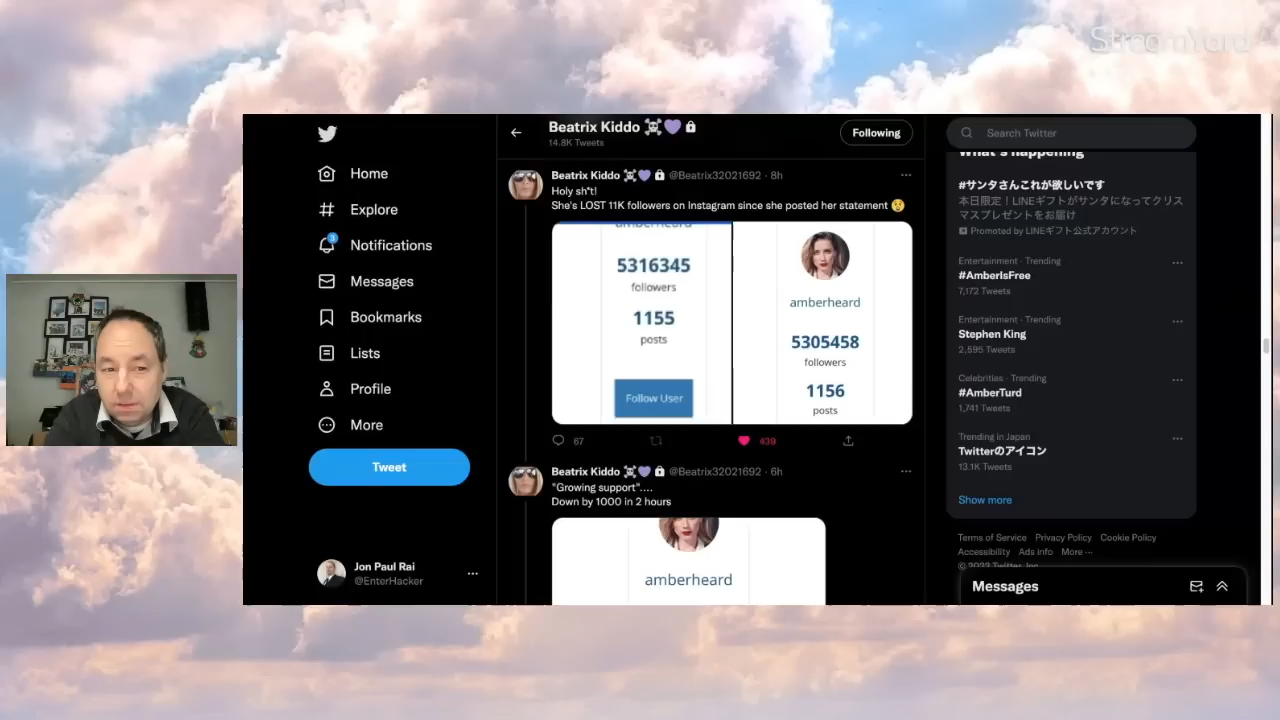 StreamYard
Beatrix Kiddo ☠️💜🔒
14.8K Tweets
Following
Search Twitter
Home
Explore
3
Notifications
Messages
Bookmarks
Lists
Profile
More
Tweet
Jon Paul Rai
@EnterHacker
Beatrix Kiddo ☠️💜🔒 @Beatrix32021692 · 8h
Holy sh*t!
She's LOST 11K followers on Instagram since she posted her statement 😲
amberheard
5316345
followers
1155
posts
Follow User
amberheard
5305458
followers
1156
posts
67
439
Beatrix Kiddo ☠️💜🔒 @Beatrix32021692 · 6h
"Growing support"....
Down by 1000 in 2 hours
amberheard
What's happening
#サンタさんこれが欲しいです
本日限定！LINEギフトがサンタになってクリス
マスプレゼントをお届け
Promoted by LINEギフト公式アカウント
Entertainment · Trending
#AmberIsFree
7,172 Tweets
Entertainment · Trending
Stephen King
2,595 Tweets
Celebrities · Trending
#AmberTurd
1,741 Tweets
Trending in Japan
Twitterのアイコン
13.1K Tweets
Show more
Terms of Service Privacy Policy Cookie Policy
Accessibility Ads info More ···
© 2022 Twitter, Inc.
Messages